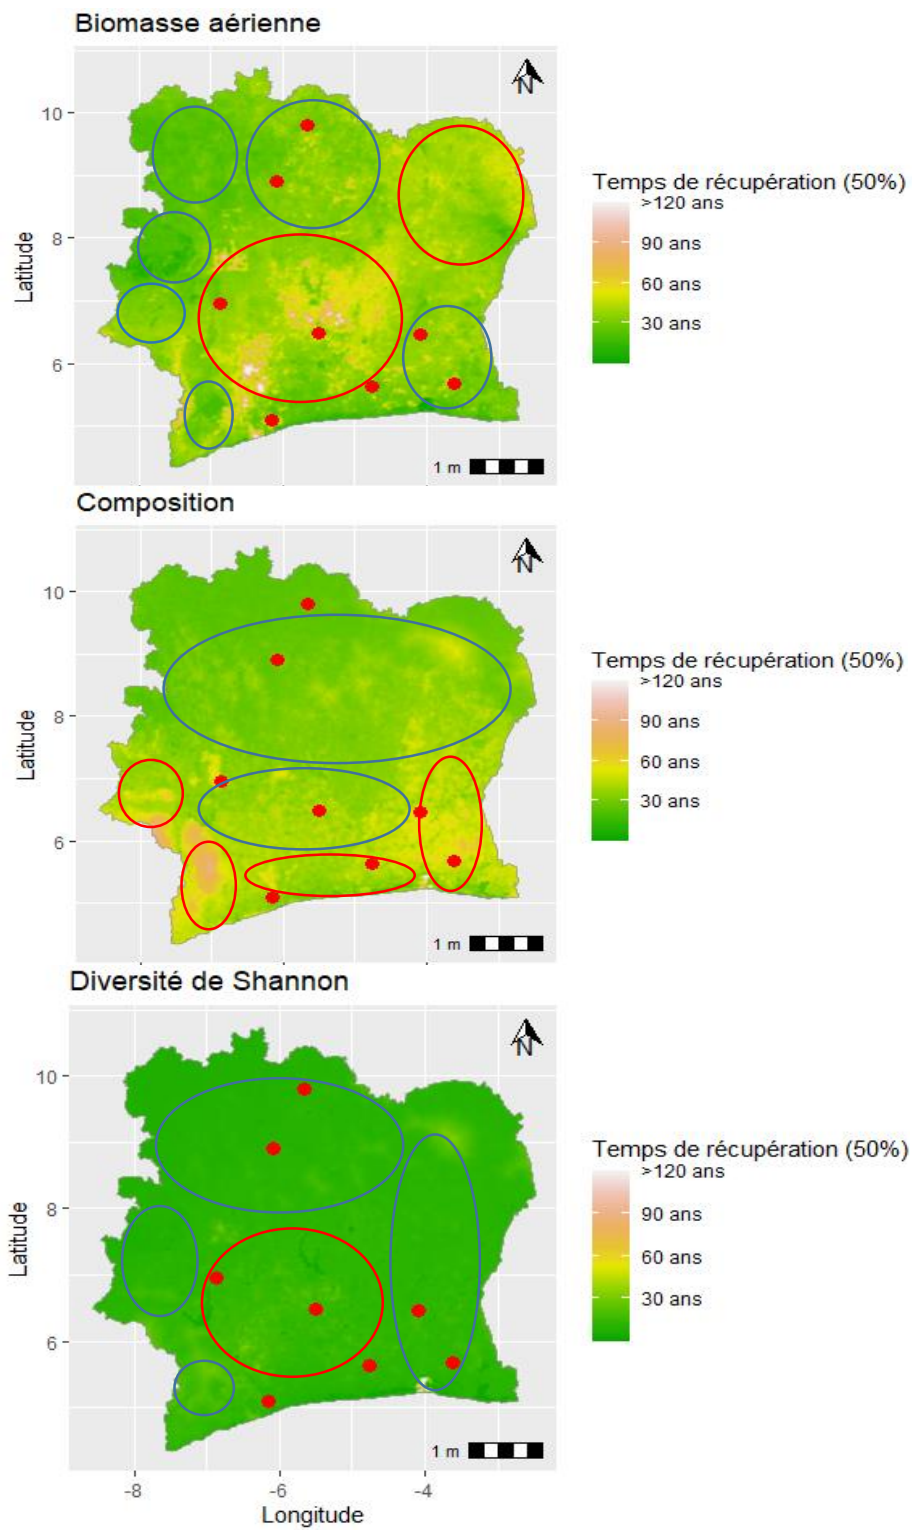 Biomasse aérienne
N
10
8
6
Latitude
1 m
Temps de récupération (50%)
>120 ans
90 ans
60 ans
30 ans
Composition
N
10
8
6
Latitude
1 m
Temps de récupération (50%)
>120 ans
90 ans
60 ans
30 ans
Diversité de Shannon
N
10
8
6
Latitude
1 m
-8
-6
-4
Longitude
Temps de récupération (50%)
>120 ans
90 ans
60 ans
30 ans